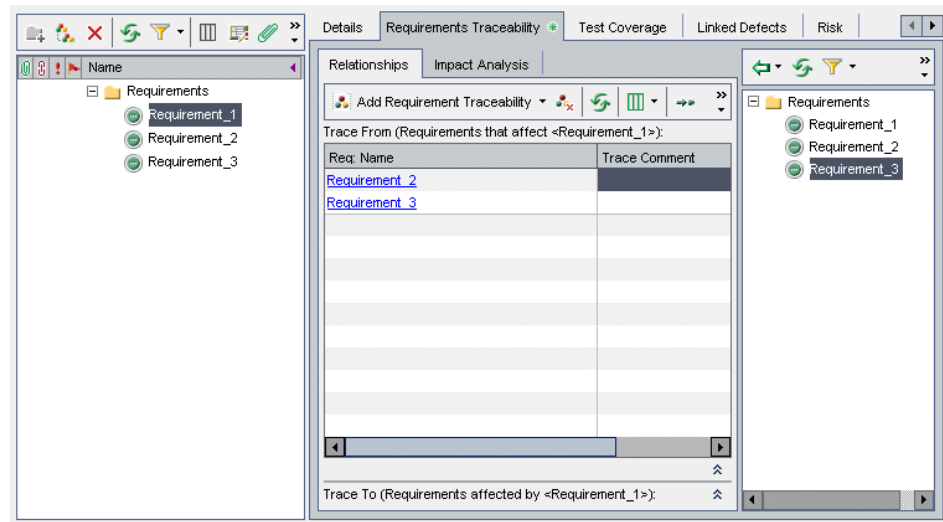 Details
Requirements Traceability
Test Coverage
Linked Defects
Risk
Name
Requirements
Requirement_1
Requirement_2
Requirement_3
Relationships
Impact Analysis
Add Requirement Traceability
Trace From (Requirements that affect <Requirement_1>):
Req: Name
Trace Comment
Requirement_2
Requirement_3
Trace To (Requirements affected by <Requirement_1>):
Requirements
Requirement_1
Requirement_2
Requirement_3